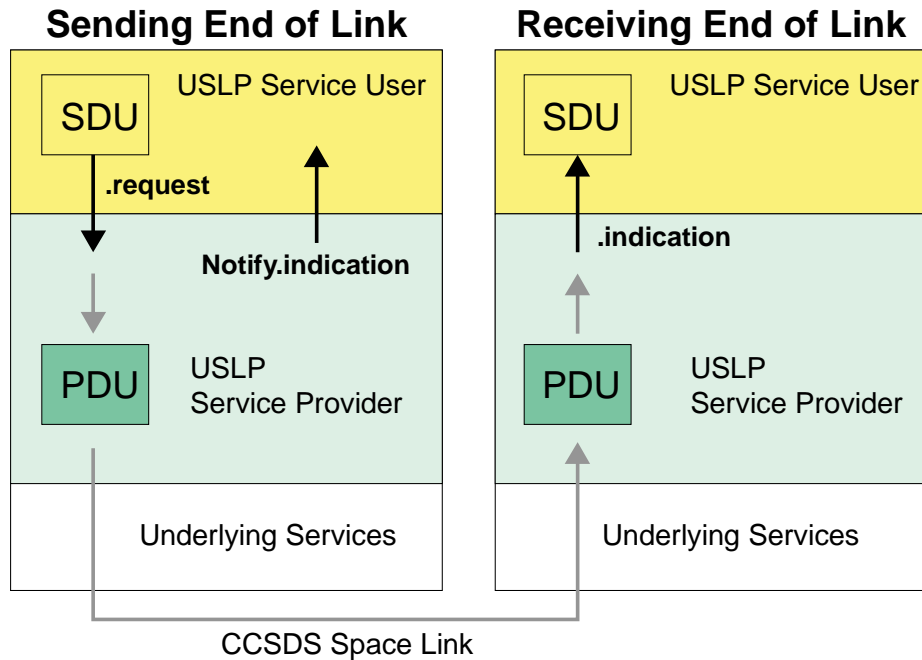 Sending End of Link
USLP Service User
SDU
.request
Notify.indication
PDU
USLP
Service Provider
Underlying Services
Receiving End of Link
USLP Service User
SDU
.indication
PDU
USLP
Service Provider
Underlying Services
CCSDS Space Link